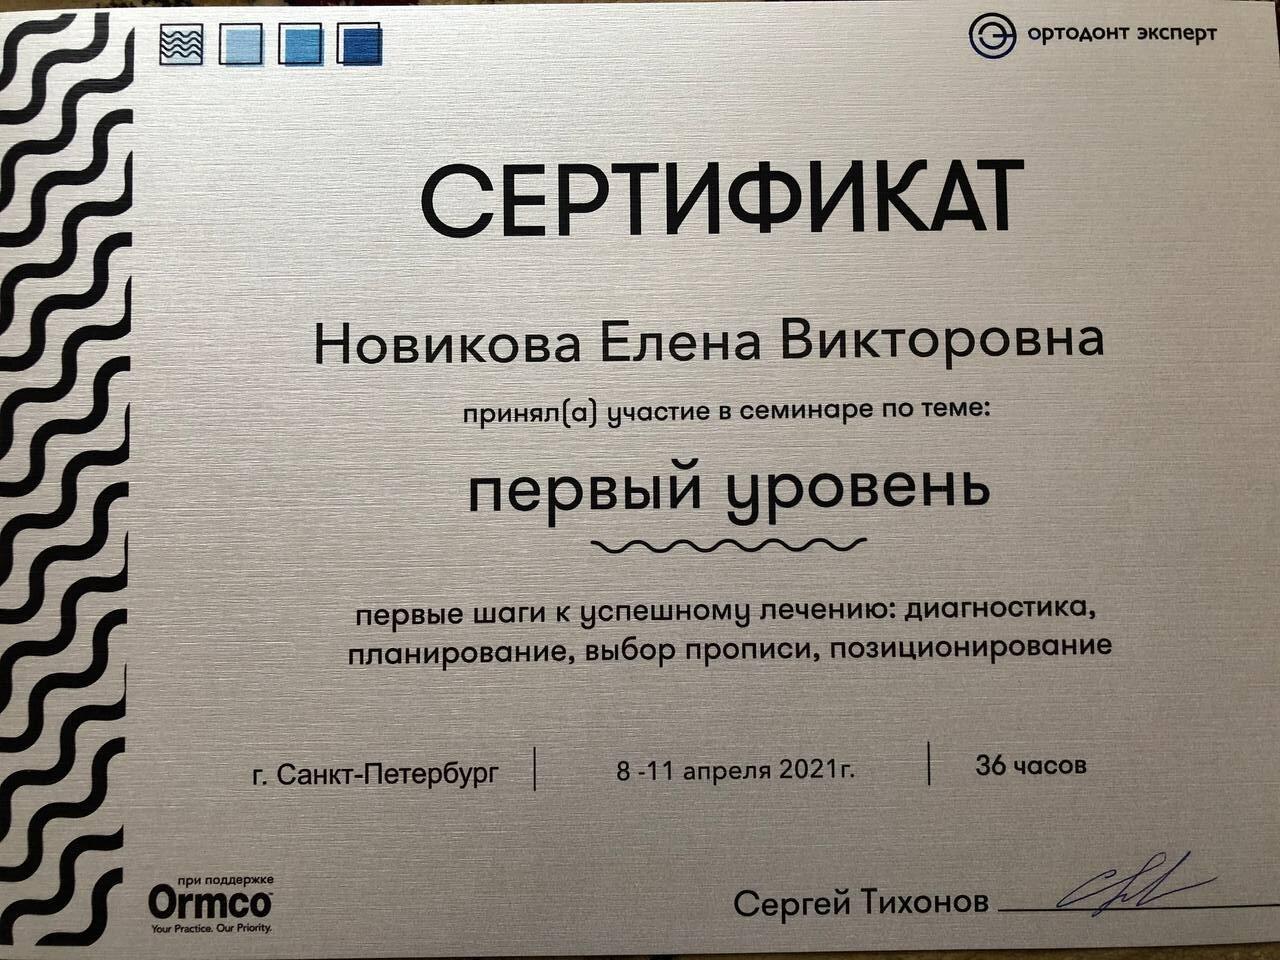 ортодонт эксперт
СЕРТИФИКАТ
Новикова Елена Викторовна
принял(а) участие в семинаре по теме:
первый уровень
первые шаги к успешному лечению: диагностика,
планирование, выбор прописи, позиционирование
г. Санкт-Петербург
8 -11 апреля 2021г.
36 часов
при поддержке
Ormco™
Your Practice. Our Priority.
Сергей Тихонов